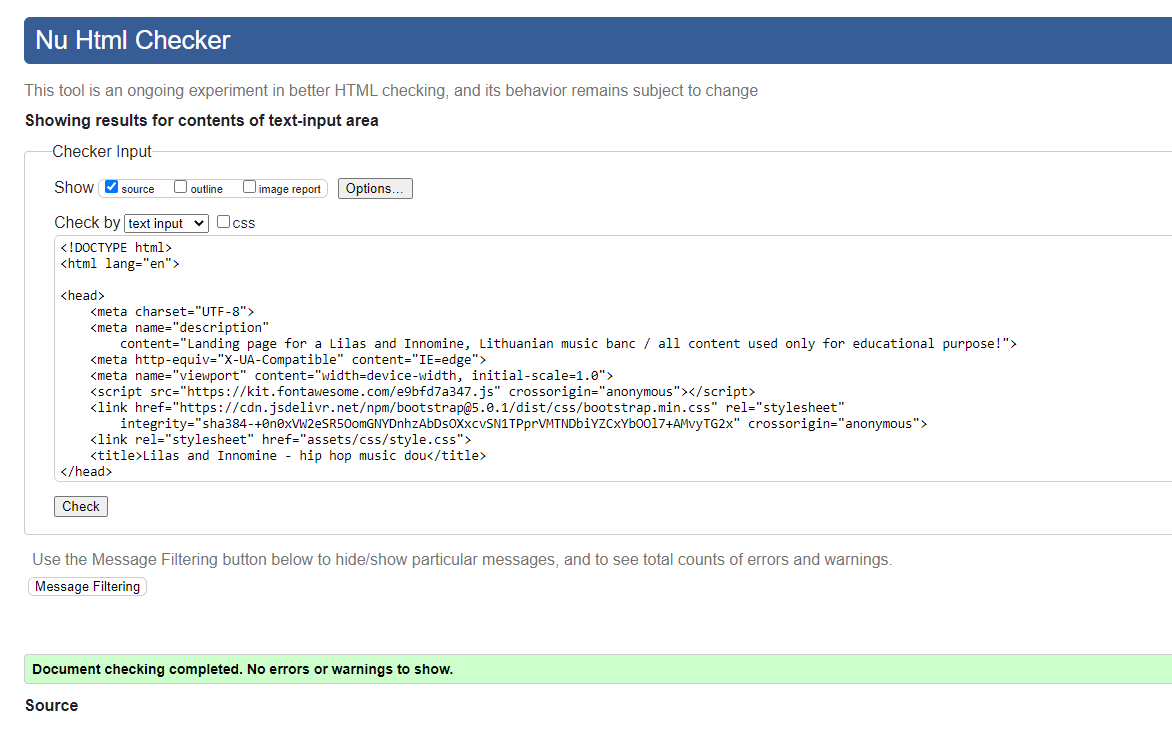 Nu Html Checker
This tool is an ongoing experiment in better HTML checking, and its behavior remains subject to change
Showing results for contents of text-input area
Checker Input
Show source outline image report Options...
Check by text input css
<!DOCTYPE html>
<html lang="en">
<head>
<meta charset="UTF-8">
<meta name="description"
content="Landing page for a Lilas and Innomine, Lithuanian music banc / all content used only for educational purpose!">
<meta http-equiv="X-UA-Compatible" content="IE=edge">
<meta name="viewport" content="width=device-width, initial-scale=1.0">
<script src="https://kit.fontawesome.com/e9bfd7a347.js" crossorigin="anonymous"></script>
<link href="https://cdn.jsdelivr.net/npm/bootstrap@5.0.1/dist/css/bootstrap.min.css" rel="stylesheet"
integrity="sha384-+0n0xVW2eSR5OomGNYDnhzAbDsOXxcvSN1TPprVMTNDbiYZCxYbOOl7+AMvyTG2x" crossorigin="anonymous">
<link rel="stylesheet" href="assets/css/style.css">
<title>Lilas and Innomine - hip hop music dou</title>
</head>
Check
Use the Message Filtering button below to hide/show particular messages, and to see total counts of errors and warnings.
Message Filtering
Document checking completed. No errors or warnings to show.
Source